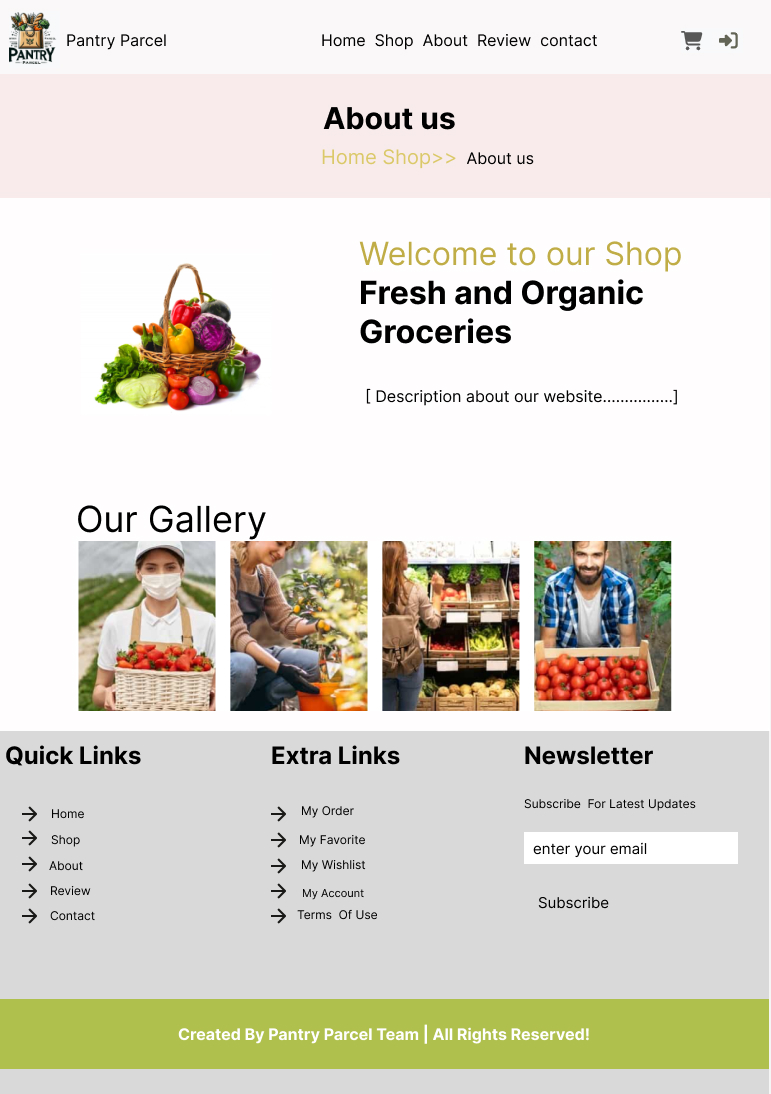 PANTRY
PARCEL
Pantry Parcel
Home Shop About Review contact
About us
Home Shop>> About us
Welcome to our Shop
Fresh and Organic
Groceries
[ Description about our website................]
Our Gallery
Quick Links
Home
Shop
About
Review
Contact
Extra Links
My Order
My Favorite
My Wishlist
My Account
Terms Of Use
Newsletter
Subscribe For Latest Updates
enter your email
Subscribe
Created By Pantry Parcel Team | All Rights Reserved!